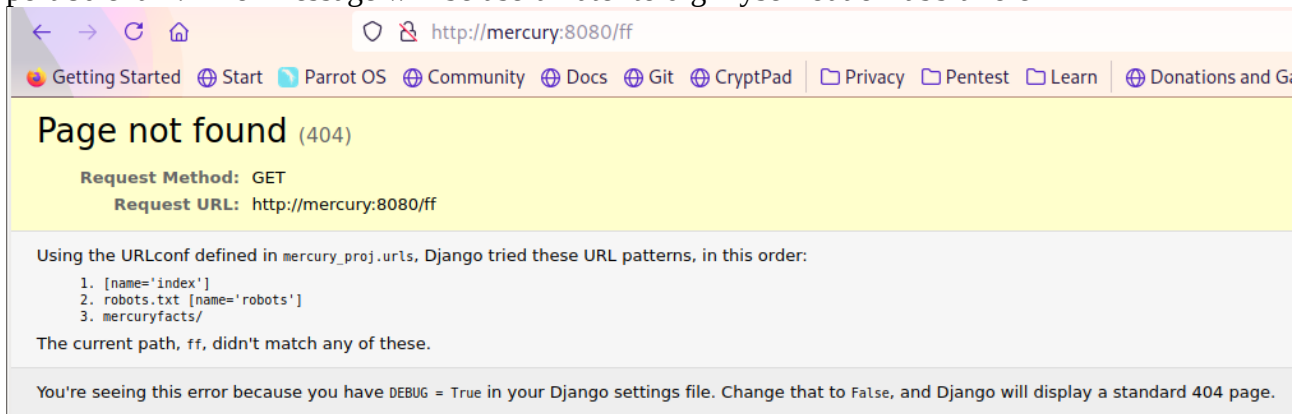 http://mercury:8080/ff
Getting Started Start Parrot OS Community Docs Git CryptPad Privacy Pentest Learn Donations and Ga
Page not found (404)
Request Method: GET
Request URL: http://mercury:8080/ff
Using the URLconf defined in mercury_proj.urls, Django tried these URL patterns, in this order:
1. [name='index']
2. robots.txt [name='robots']
3. mercuryfacts/
The current path, ff, didn't match any of these.
You're seeing this error because you have DEBUG = True in your Django settings file. Change that to False, and Django will display a standard 404 page.